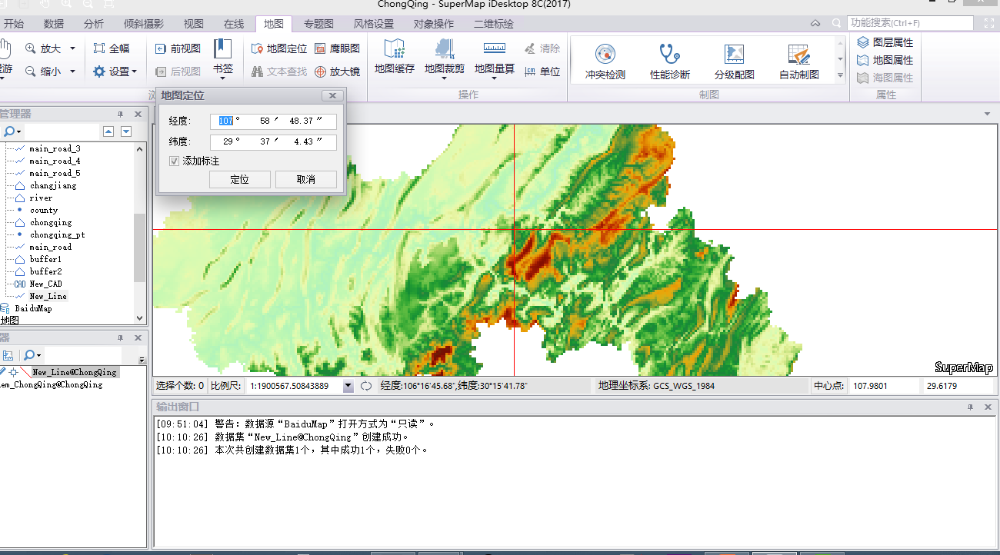 ChongQing - SuperMap iDesktop 8C(2017)
开始 数据 分析 倾斜摄影 视图 在线 地图 专题图 风格设置 对象操作 二维标绘 功能搜索(Ctrl+F)
放大 全幅 前视图 书签 地图定位 鹰眼图 地图缓存 地图裁剪 地图量算 清除 冲突检测 性能诊断 分级配图 自动制图 图层属性
游 缩小 设置 后视图 文本查找 放大镜 单位 地图属性
海图属性
操作 制图 属性
地图定位
经度: 107 ° 58 ′ 48.37 ″
纬度: 29 ° 37 ′ 4.43 ″
添加标注
定位 取消
管理器
main_road_3
main_road_4
main_road_5
changjiang
river
county
chongqing
chongqing_pt
main_road
buffer1
buffer2
CAD New_CAD
New_Line
BaiduMap
地图
器
New_Line@ChongQing
em_ChongQing@ChongQing
SuperMap
选择个数: 0 比例尺: 1:1900567.50843889 经度:106°16'45.68",纬度:30°15'41.78" 地理坐标系: GCS_WGS_1984 中心点: 107.9801 29.6179
输出窗口
[09:51:04] 警告: 数据源“BaiduMap”打开方式为“只读”。
[10:10:26] 数据集“New_Line@ChongQing”创建成功。
[10:10:26] 本次共创建数据集1个，其中成功1个，失败0个。